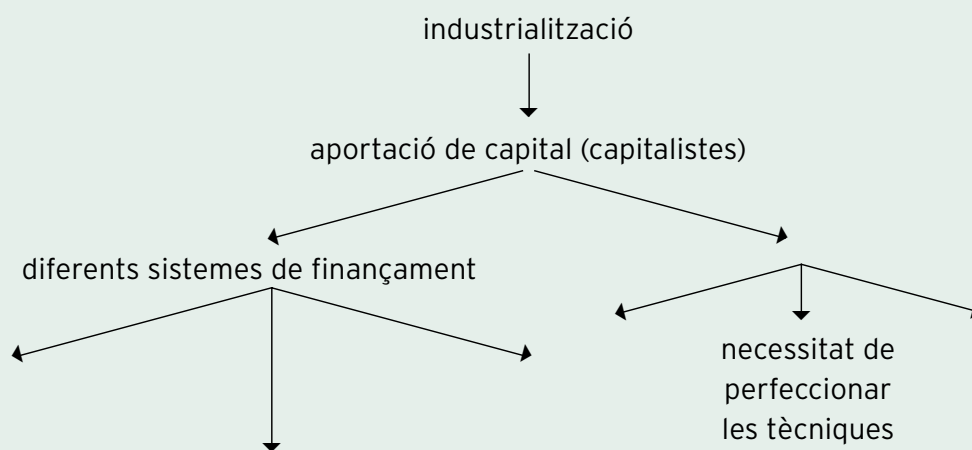 industrialització
aportació de capital (capitalistes)
diferents sistemes de finançament
necessitat de
perfeccionar
les tècniques